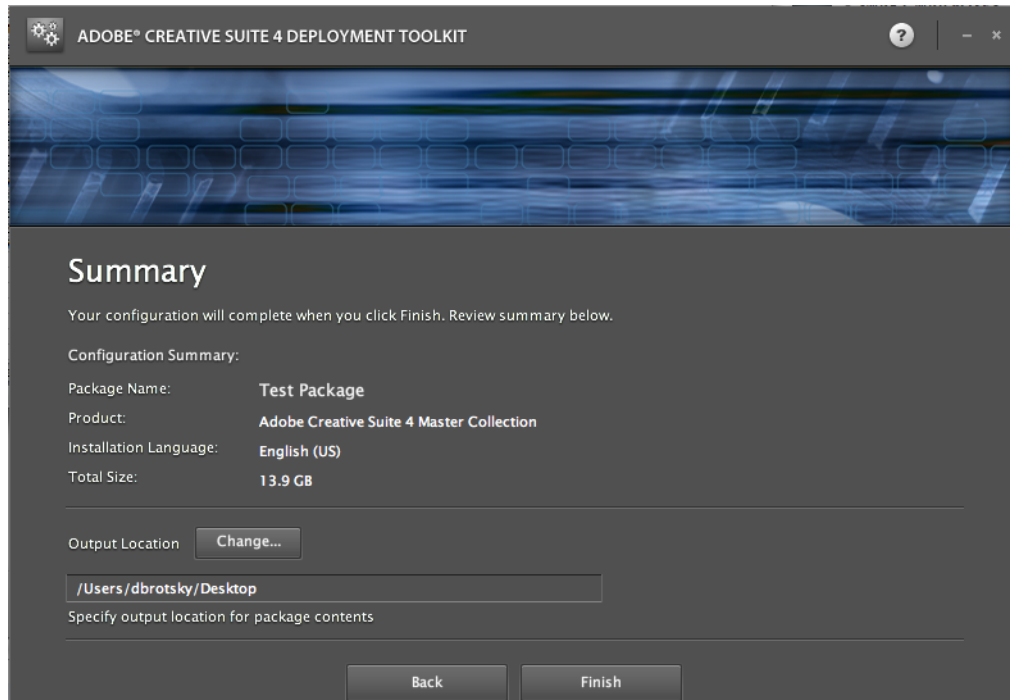 ADOBE® CREATIVE SUITE 4 DEPLOYMENT TOOLKIT
?
Summary
Your configuration will complete when you click Finish. Review summary below.
Configuration Summary:
Package Name: Test Package
Product: Adobe Creative Suite 4 Master Collection
Installation Language: English (US)
Total Size: 13.9 GB
Output Location Change...
/Users/dbrotsky/Desktop
Specify output location for package contents
Back Finish